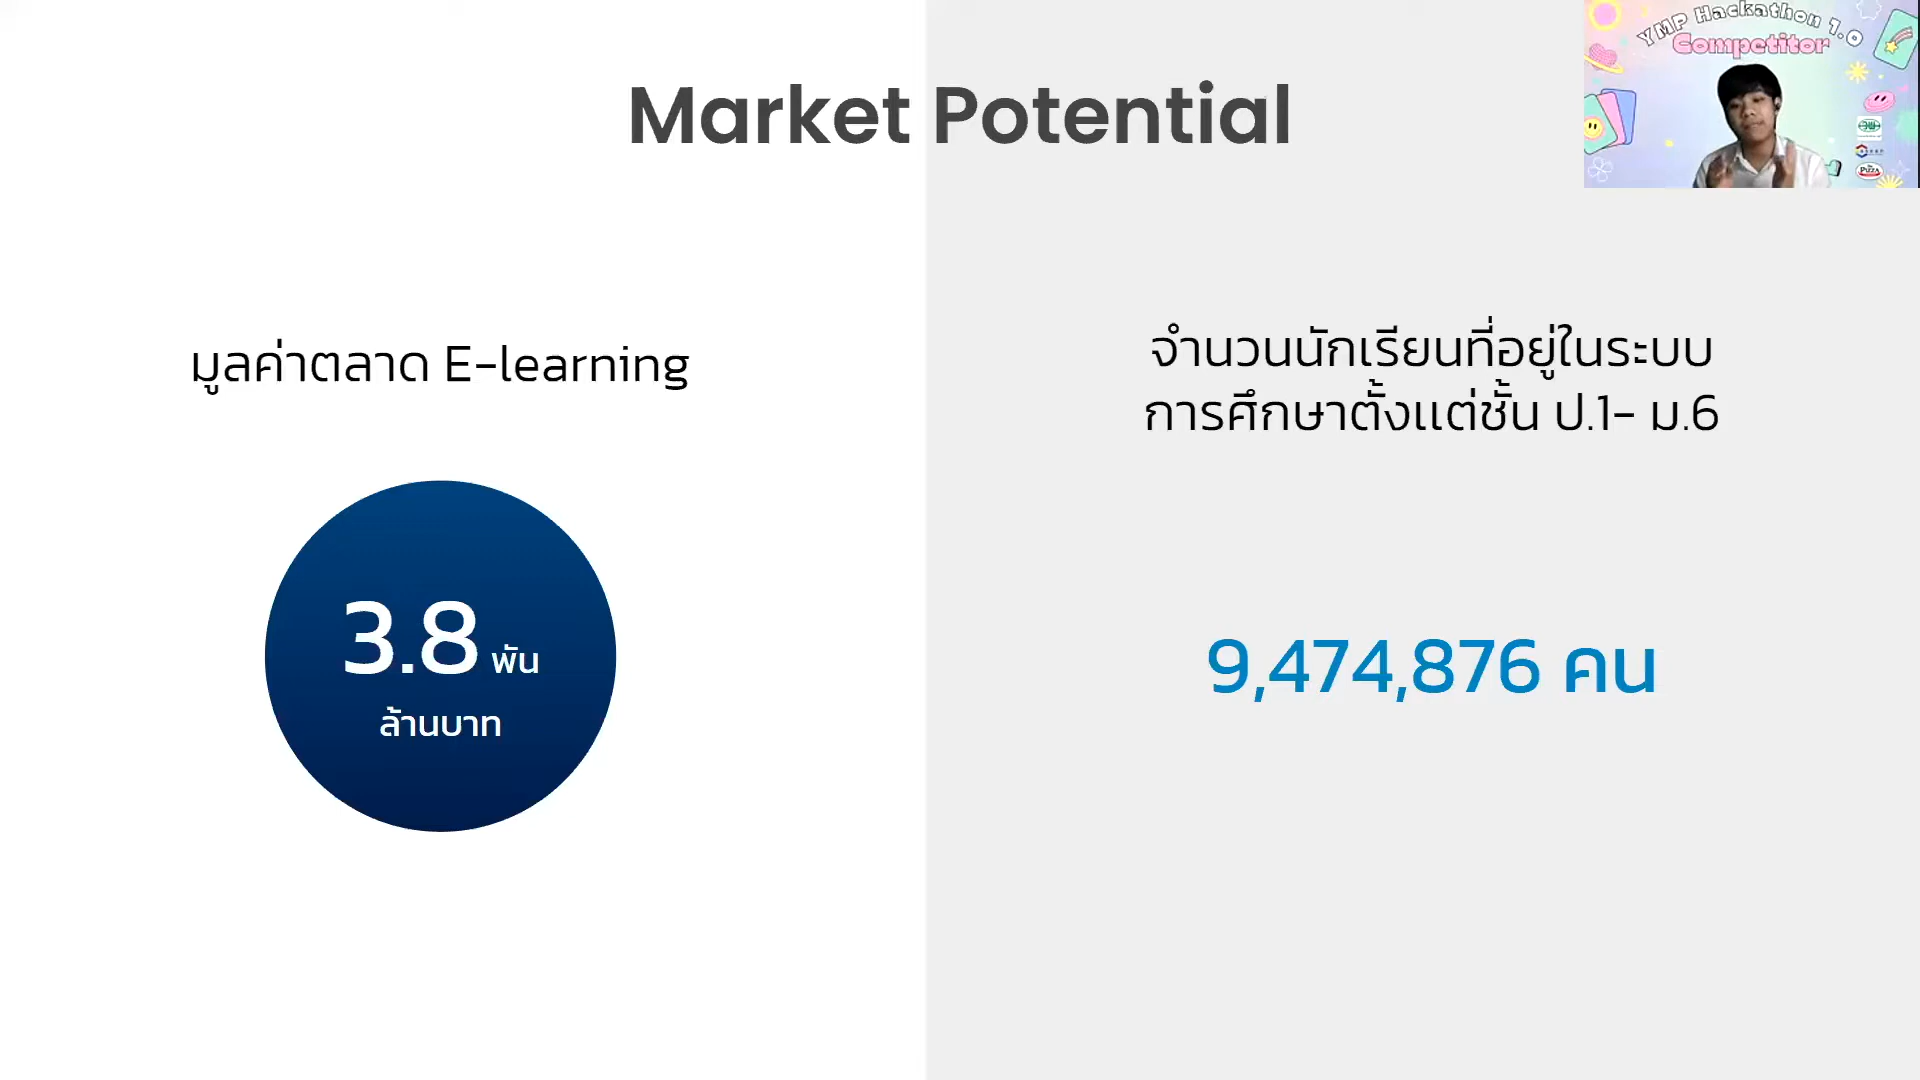 Market Potential
YMP Hackathon 1.0
Competitor
มูลค่าตลาด E-learning
3.8 พัน
ล้านบาท
จำนวนนักเรียนที่อยู่ในระบบ
การศึกษาตั้งแต่ชั้น ป.1- ม.6
9,474,876 คน